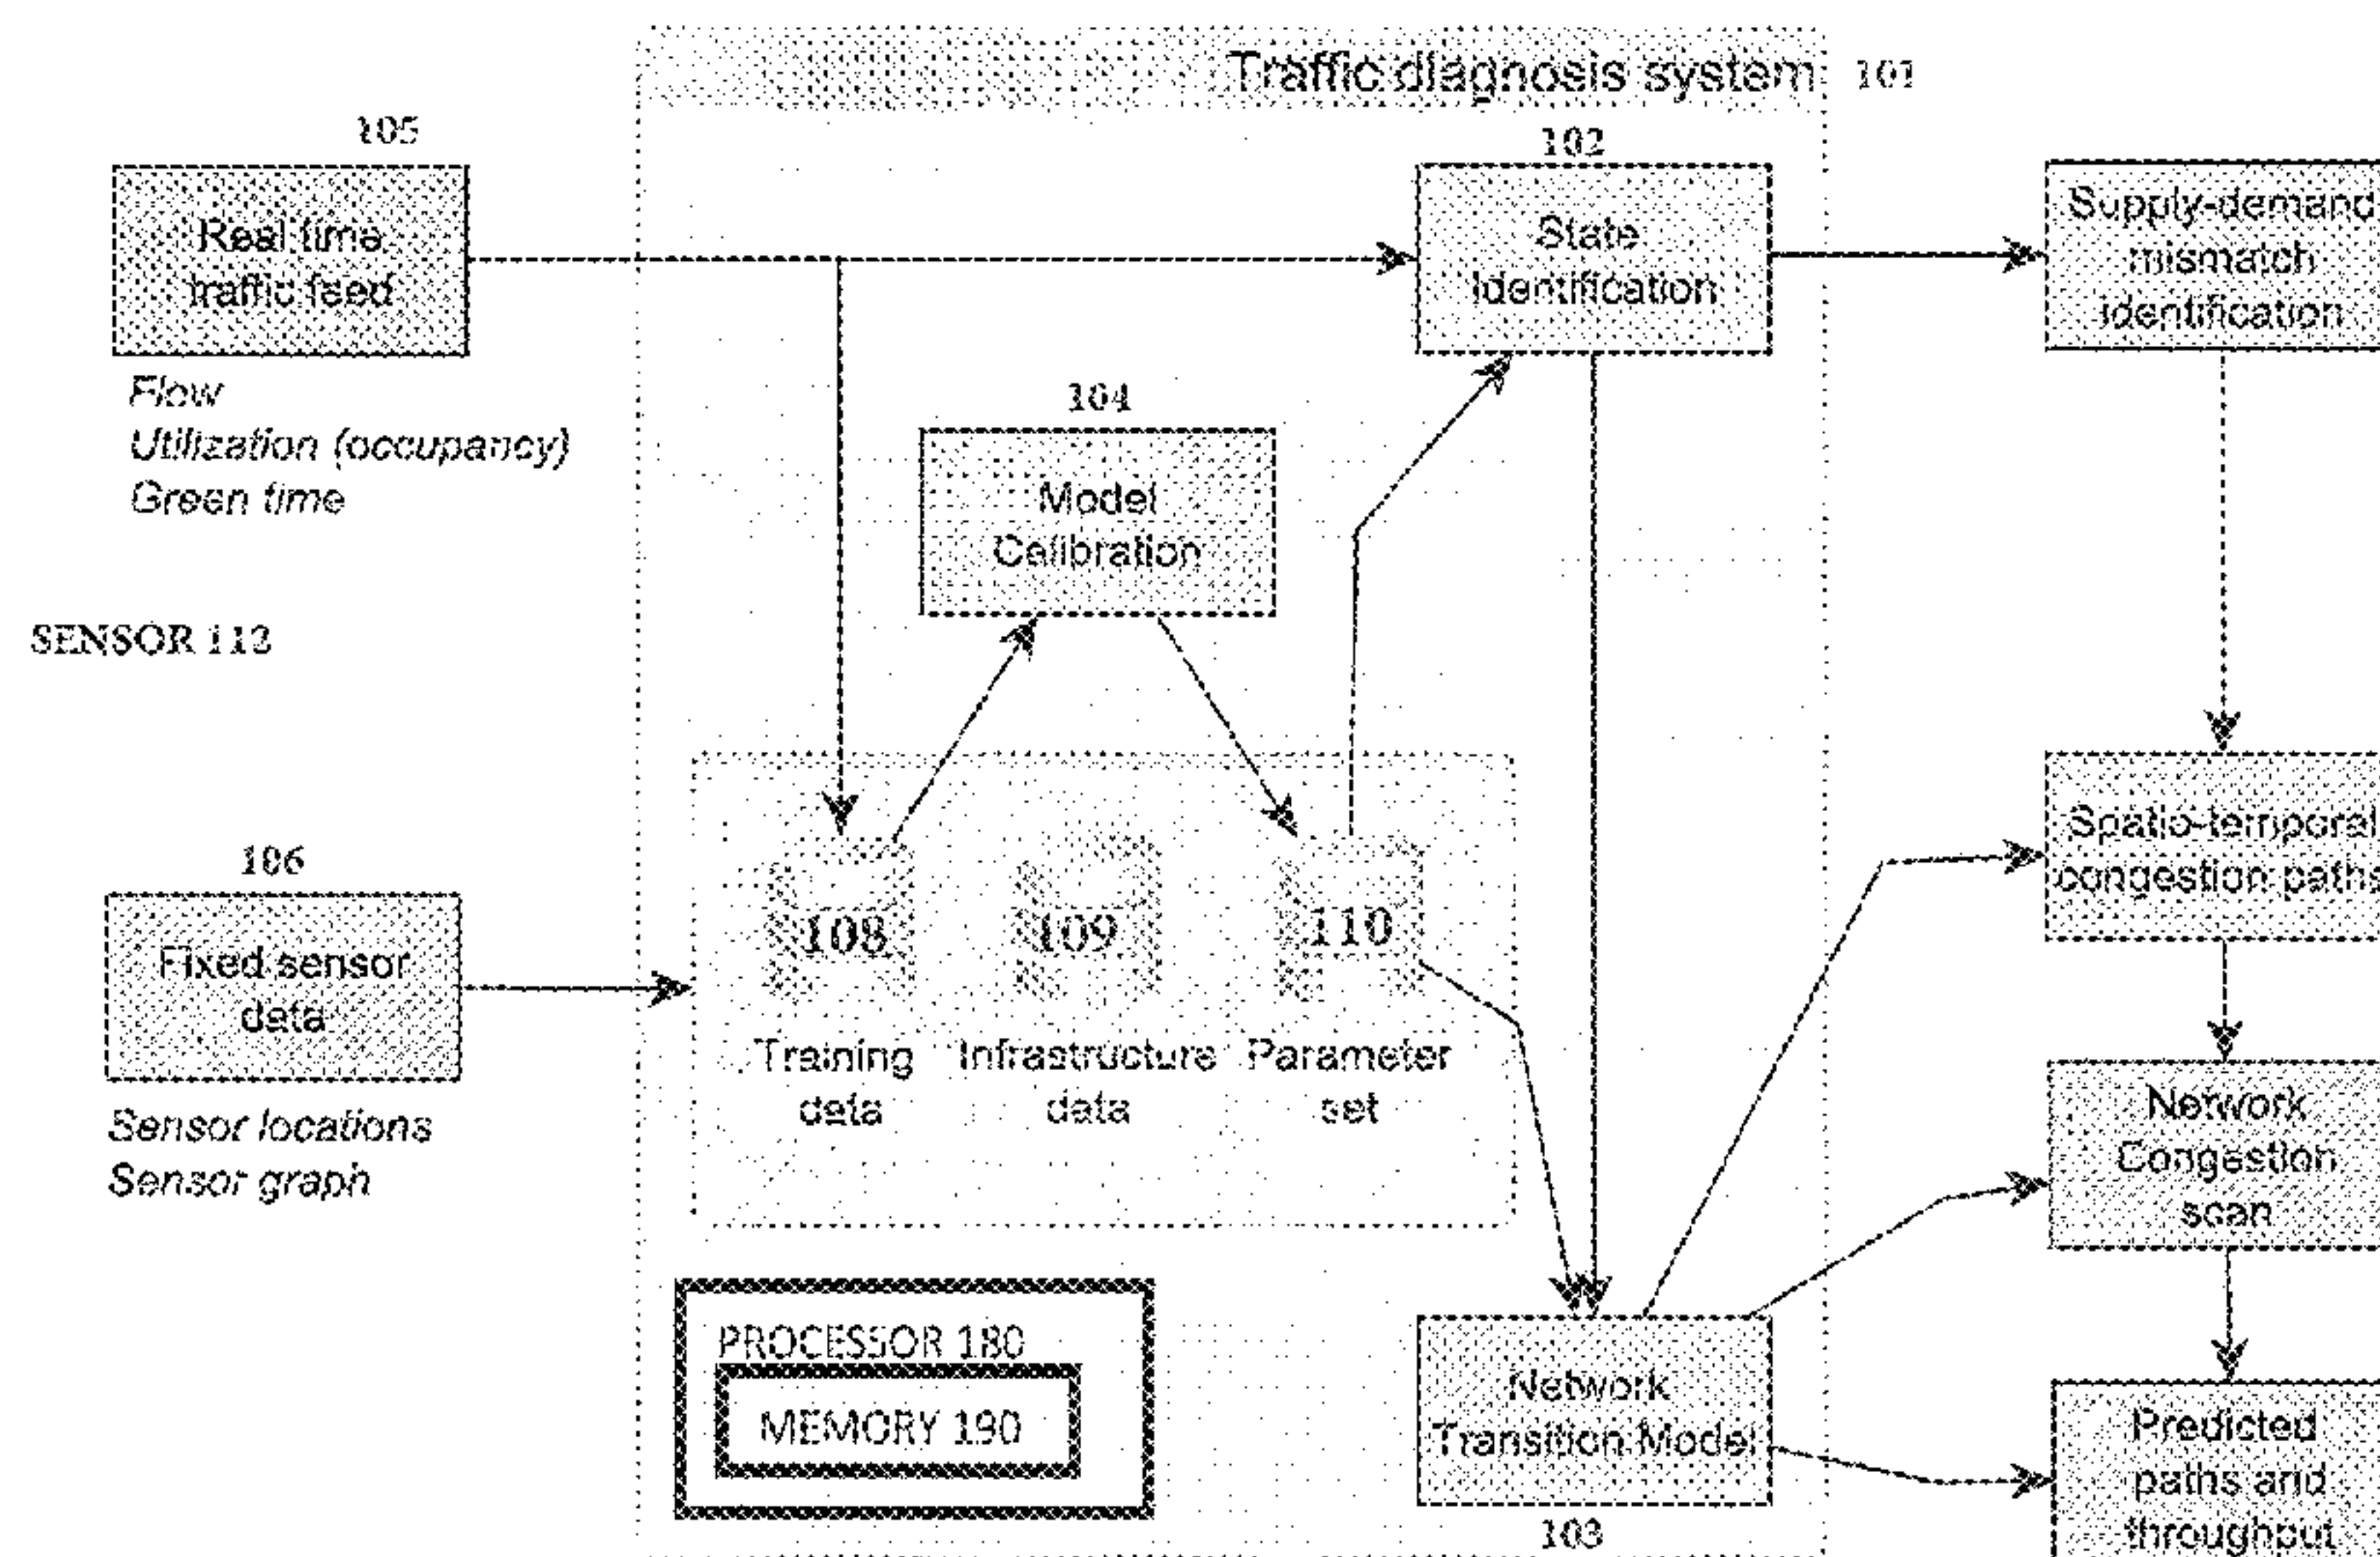 Traffic diagnosis system
101
105
Real time
traffic feed
Flow
Utilization (occupancy)
Green time
102
State
Identification
Supply-demand
mismatch
identification
104
Model
Calibration
SENSOR 112
106
Fixed sensor
data
Sensor locations
Sensor graph
108
109
110
Training
data
Infrastructure
data
Parameter
set
Spatio-temporal
congestion paths
Network
Congestion
scan
PROCESSOR 180
MEMORY 190
Network
Transition Model
103
Predicted
paths and
throughput